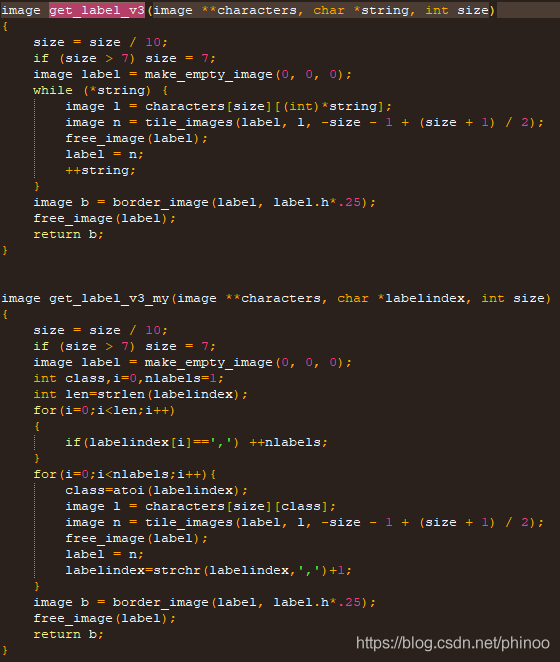 image get_label_v3(image **characters, char *string, int size)
{
    size = size / 10;
    if (size > 7) size = 7;
    image label = make_empty_image(0, 0, 0);
    while (*string) {
        image l = characters[size][(int)*string];
        image n = tile_images(label, l, -size - 1 + (size + 1) / 2);
        free_image(label);
        label = n;
        ++string;
    }
    image b = border_image(label, label.h*.25);
    free_image(label);
    return b;
}
image get_label_v3_my(image **characters, char *labelindex, int size)
{
    size = size / 10;
    if (size > 7) size = 7;
    image label = make_empty_image(0, 0, 0);
    int class,i=0,nlabels=1;
    int len=strlen(labelindex);
    for(i=0;i<len;i++)
    {
        if(labelindex[i]==',') ++nlabels;
    }
    for(i=0;i<nlabels;i++){
        class=atoi(labelindex);
        image l = characters[size][class];
        image n = tile_images(label, l, -size - 1 + (size + 1) / 2);
        free_image(label);
        label = n;
        labelindex=strchr(labelindex,',')+1;
    }
    image b = border_image(label, label.h*.25);
    free_image(label);
    return b;
}
https://blog.csdn.net/phinoo